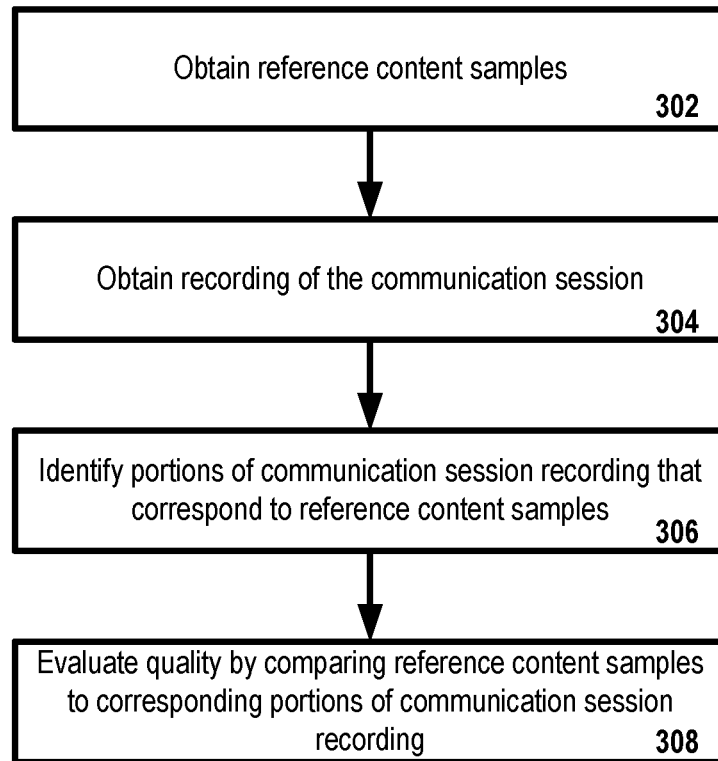 Obtain reference content samples
302
Obtain recording of the communication session
304
Identify portions of communication session recording that
correspond to reference content samples
306
Evaluate quality by comparing reference content samples
to corresponding portions of communication session
recording
308